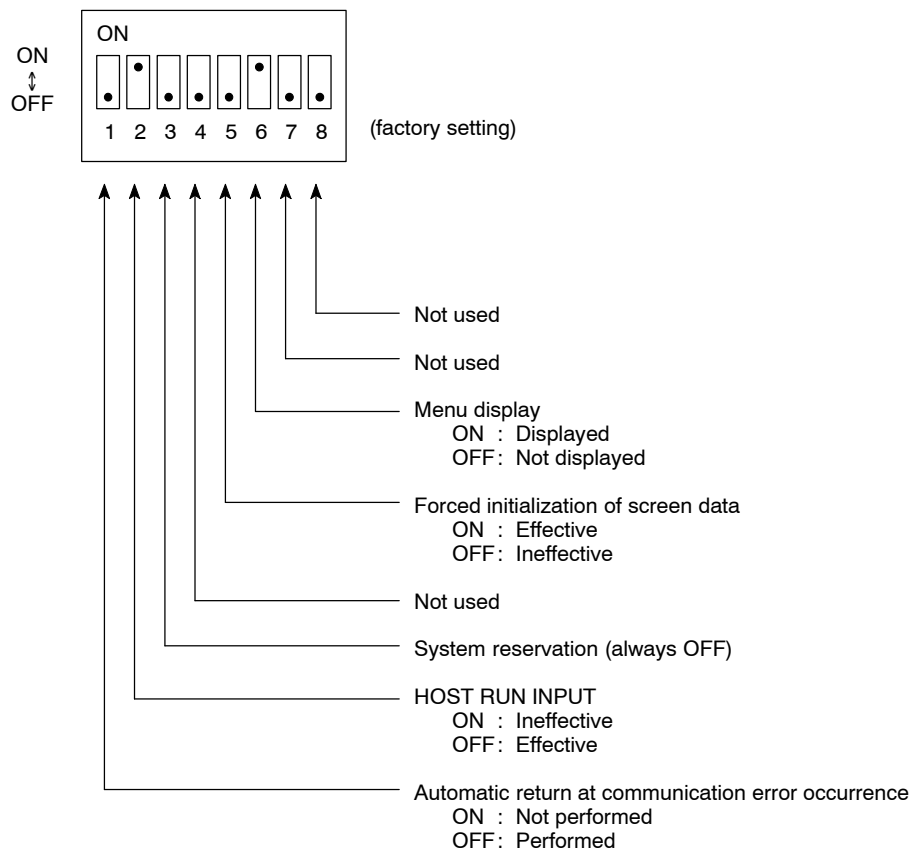 ON
ON
↕
OFF
1 2 3 4 5 6 7 8
(factory setting)
Not used
Not used
Menu display
ON : Displayed
OFF: Not displayed
Forced initialization of screen data
ON : Effective
OFF: Ineffective
Not used
System reservation (always OFF)
HOST RUN INPUT
ON : Ineffective
OFF: Effective
Automatic return at communication error occurrence
ON : Not performed
OFF: Performed